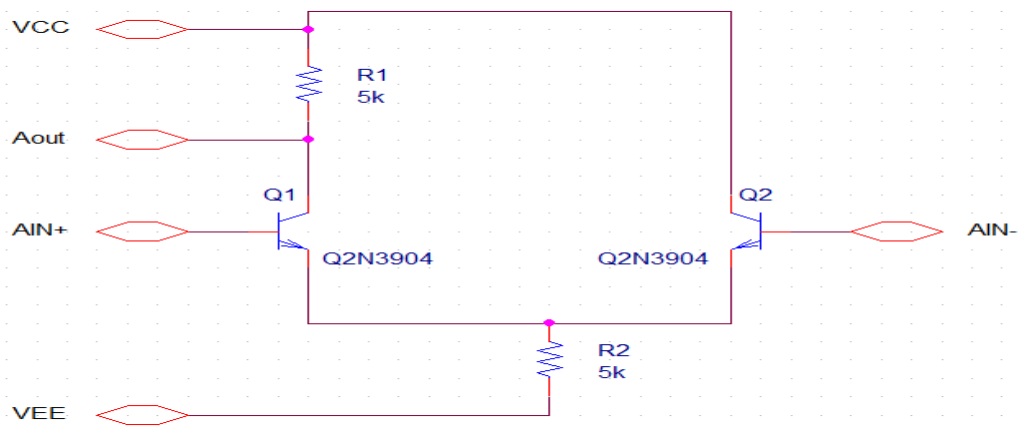 VCC
R1
5k
Aout
Q1
Q2
AIN+
AIN-
Q2N3904
Q2N3904
R2
5k
VEE